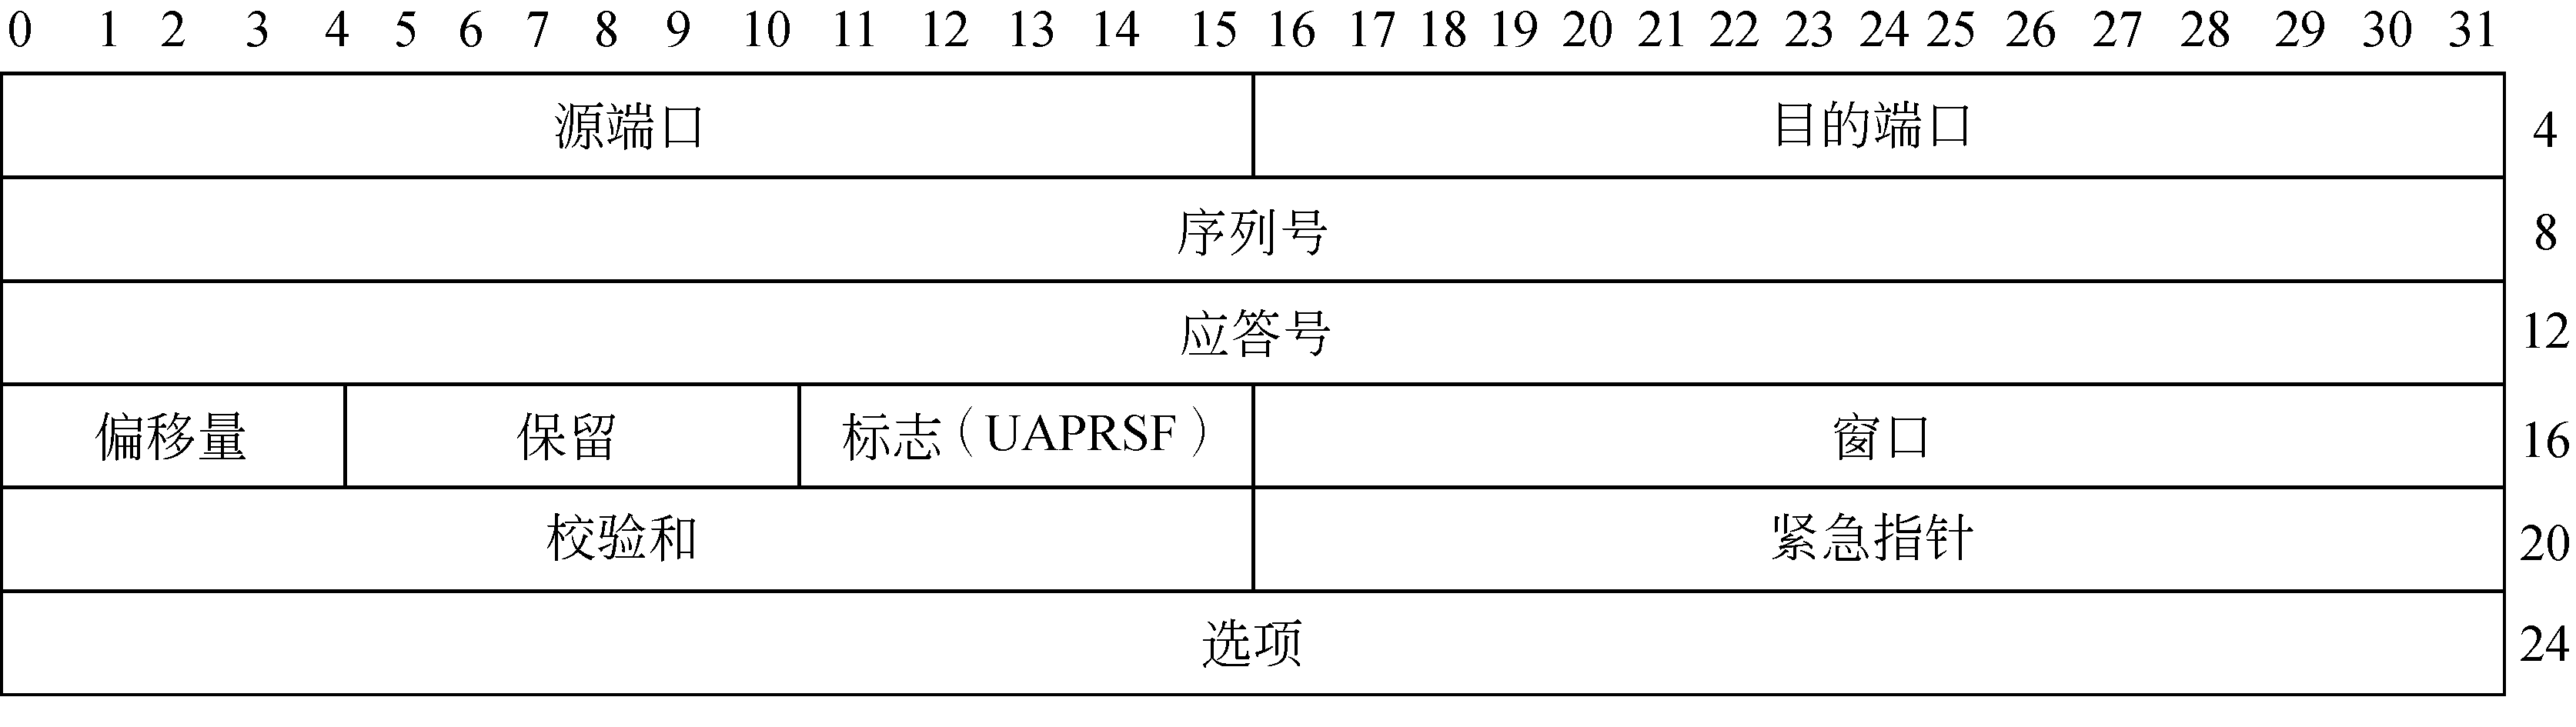 0 1 2 3 4 5 6 7 8 9 10 11 12 13 14 15 16 17 18 19 20 21 22 23 24 25 26 27 28 29 30 31
源端口 目的端口 4
序列号 8
应答号 12
偏移量 保留 标志（UAPRSF） 窗口 16
校验和 紧急指针 20
选项 24